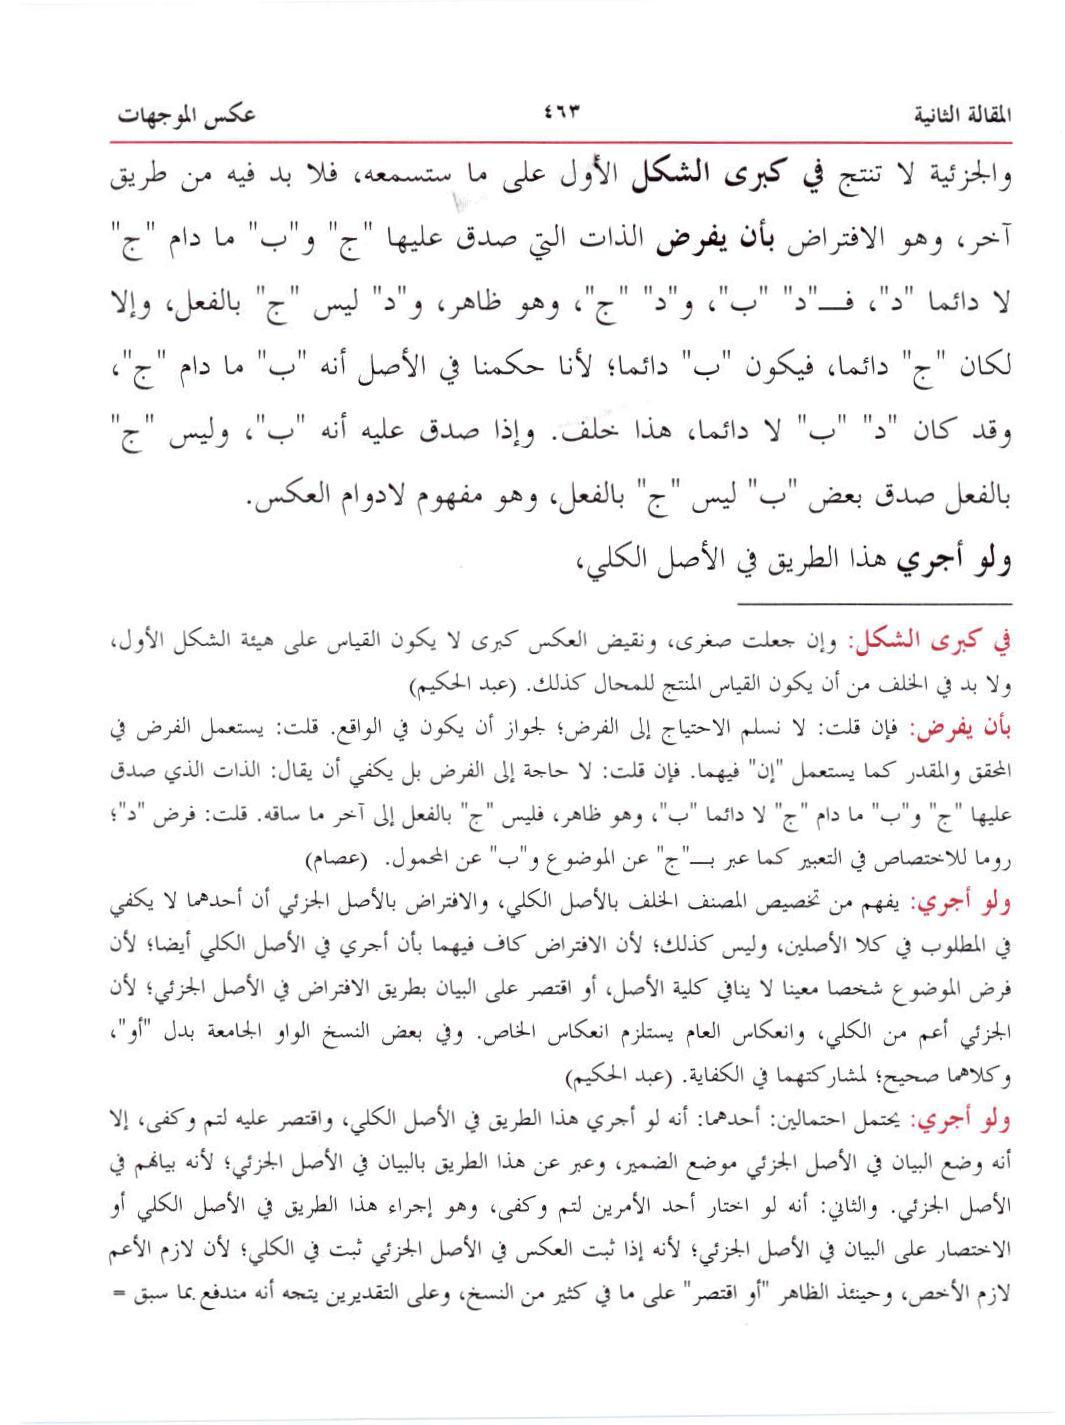 المقالة الثانية ٤٦٣ عكس الموجهات
والجزئية لا تنتج في كبرى الشكل الأول على ما ستسمعه، فلا بد فيه من طريق
آخر، وهو الافتراض بأن يفرض الذات التي صدق عليها "ج" و"ب" ما دام "ج"
لا دائما "د"، فــ"د" "ب"، و"د" "ج"، وهو ظاهر، و"د" ليس "ج" بالفعل، وإلا
لكان "ج" دائما، فيكون "ب" دائما؛ لأنا حكمنا في الأصل أنه "ب" ما دام "ج"،
وقد كان "د" "ب" لا دائما، هذا خلف. وإذا صدق عليه أنه "ب"، وليس "ج"
بالفعل صدق بعض "ب" ليس "ج" بالفعل، وهو مفهوم لادوام العكس.
ولو أجري هذا الطريق في الأصل الكلي،
في كبرى الشكل: وإن جعلت صغرى، ونقيض العكس كبرى لا يكون القياس على هيئة الشكل الأول،
ولا بد في الخلف من أن يكون القياس المنتج للمحال كذلك. (عبد الحكيم)
بأن يفرض: فإن قلت: لا نسلم الاحتياج إلى الفرض؛ لجواز أن يكون في الواقع. قلت: يستعمل الفرض في
المحقق والمقدر كما يستعمل "إن" فيهما. فإن قلت: لا حاجة إلى الفرض بل يكفي أن يقال: الذات الذي صدق
عليها "ج" و"ب" ما دام "ج" لا دائما "ب"، وهو ظاهر، فليس "ج" بالفعل إلى آخر ما ساقه. قلت: فرض "د"؛
روما للاختصاص في التعبير كما عبر بــ"ج" عن الموضوع و"ب" عن المحمول. (عصام)
ولو أجري: يفهم من تخصيص المصنف الخلف بالأصل الكلي، والافتراض بالأصل الجزئي أن أحدهما لا يكفي
في المطلوب في كلا الأصلين، وليس كذلك؛ لأن الافتراض كاف فيهما بأن أجري في الأصل الكلي أيضا؛ لأن
فرض الموضوع شخصا معينا لا ينافي كلية الأصل، أو اقتصر على البيان بطريق الافتراض في الأصل الجزئي؛ لأن
الجزئي أعم من الكلي، وانعكاس العام يستلزم انعكاس الخاص. وفي بعض النسخ الواو الجامعة بدل "أو"،
وكلاهما صحيح؛ لمشاركتهما في الكفاية. (عبد الحكيم)
ولو أجري: يحتمل احتمالين: أحدهما: أنه لو أجري هذا الطريق في الأصل الكلي، واقتصر عليه لتم وكفى، إلا
أنه وضع البيان في الأصل الجزئي موضع الضمير، وعبر عن هذا الطريق بالبيان في الأصل الجزئي؛ لأنه بيانهم في
الأصل الجزئي. والثاني: أنه لو اختار أحد الأمرين لتم وكفى، وهو إجراء هذا الطريق في الأصل الكلي أو
الاختصار على البيان في الأصل الجزئي؛ لأنه إذا ثبت العكس في الأصل الجزئي ثبت في الكلي؛ لأن لازم الأعم
لازم الأخص، وحينئذ الظاهر "أو اقتصر" على ما في كثير من النسخ، وعلى التقديرين يتجه أنه مندفع بما سبق =